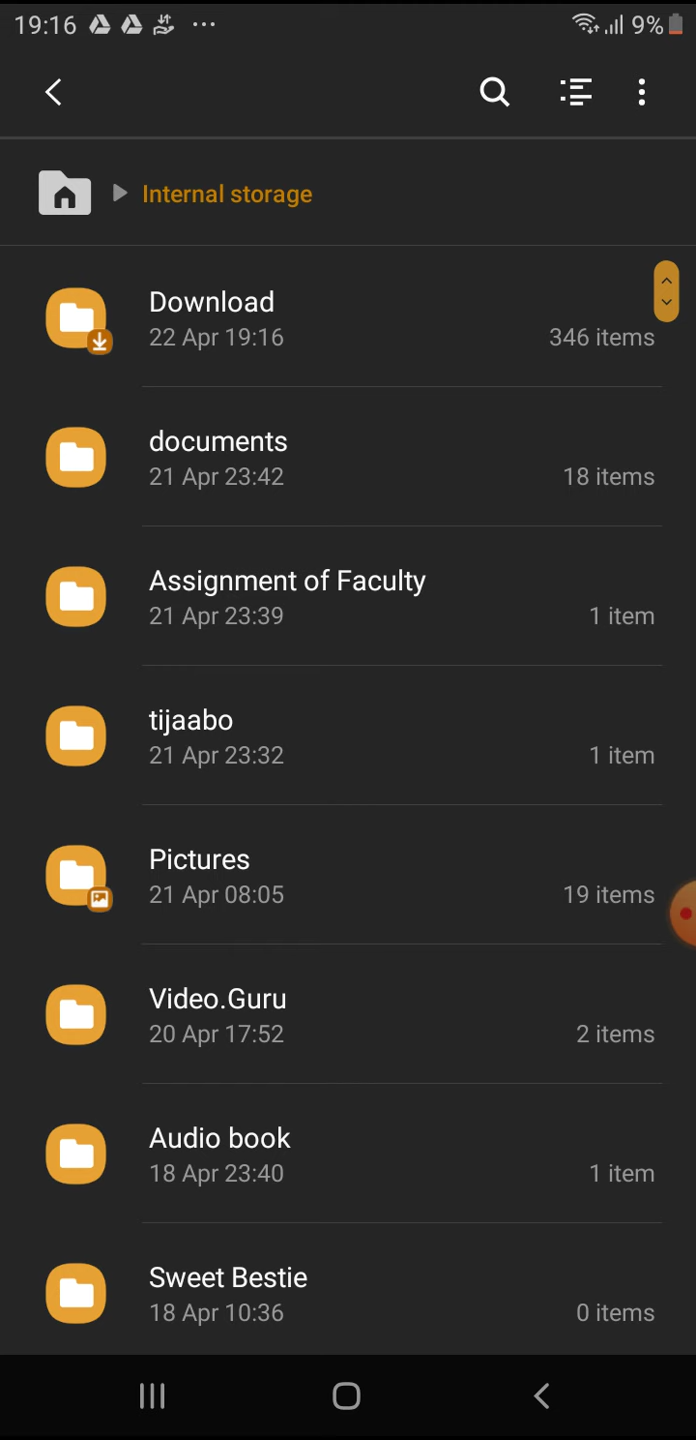 19:16 ... 9%
Internal storage
Download
22 Apr 19:16 346 items
documents
21 Apr 23:42 18 items
Assignment of Faculty
21 Apr 23:39 1 item
tijaabo
21 Apr 23:32 1 item
Pictures
21 Apr 08:05 19 items
Video.Guru
20 Apr 17:52 2 items
Audio book
18 Apr 23:40 1 item
Sweet Bestie
18 Apr 10:36 0 items